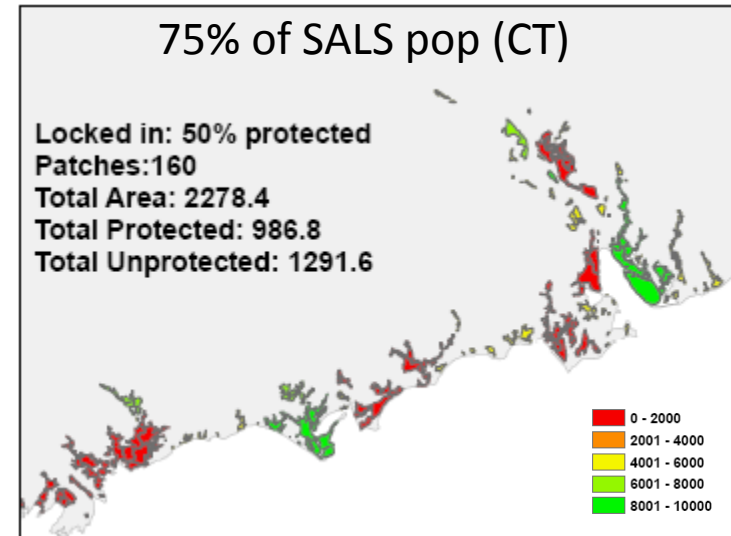 75% of SALS pop (CT)
Locked in: 50% protected
Patches:160
Total Area: 2278.4
Total Protected: 986.8
Total Unprotected: 1291.6
0 - 2000
2001 - 4000
4001 - 6000
6001 - 8000
8001 - 10000